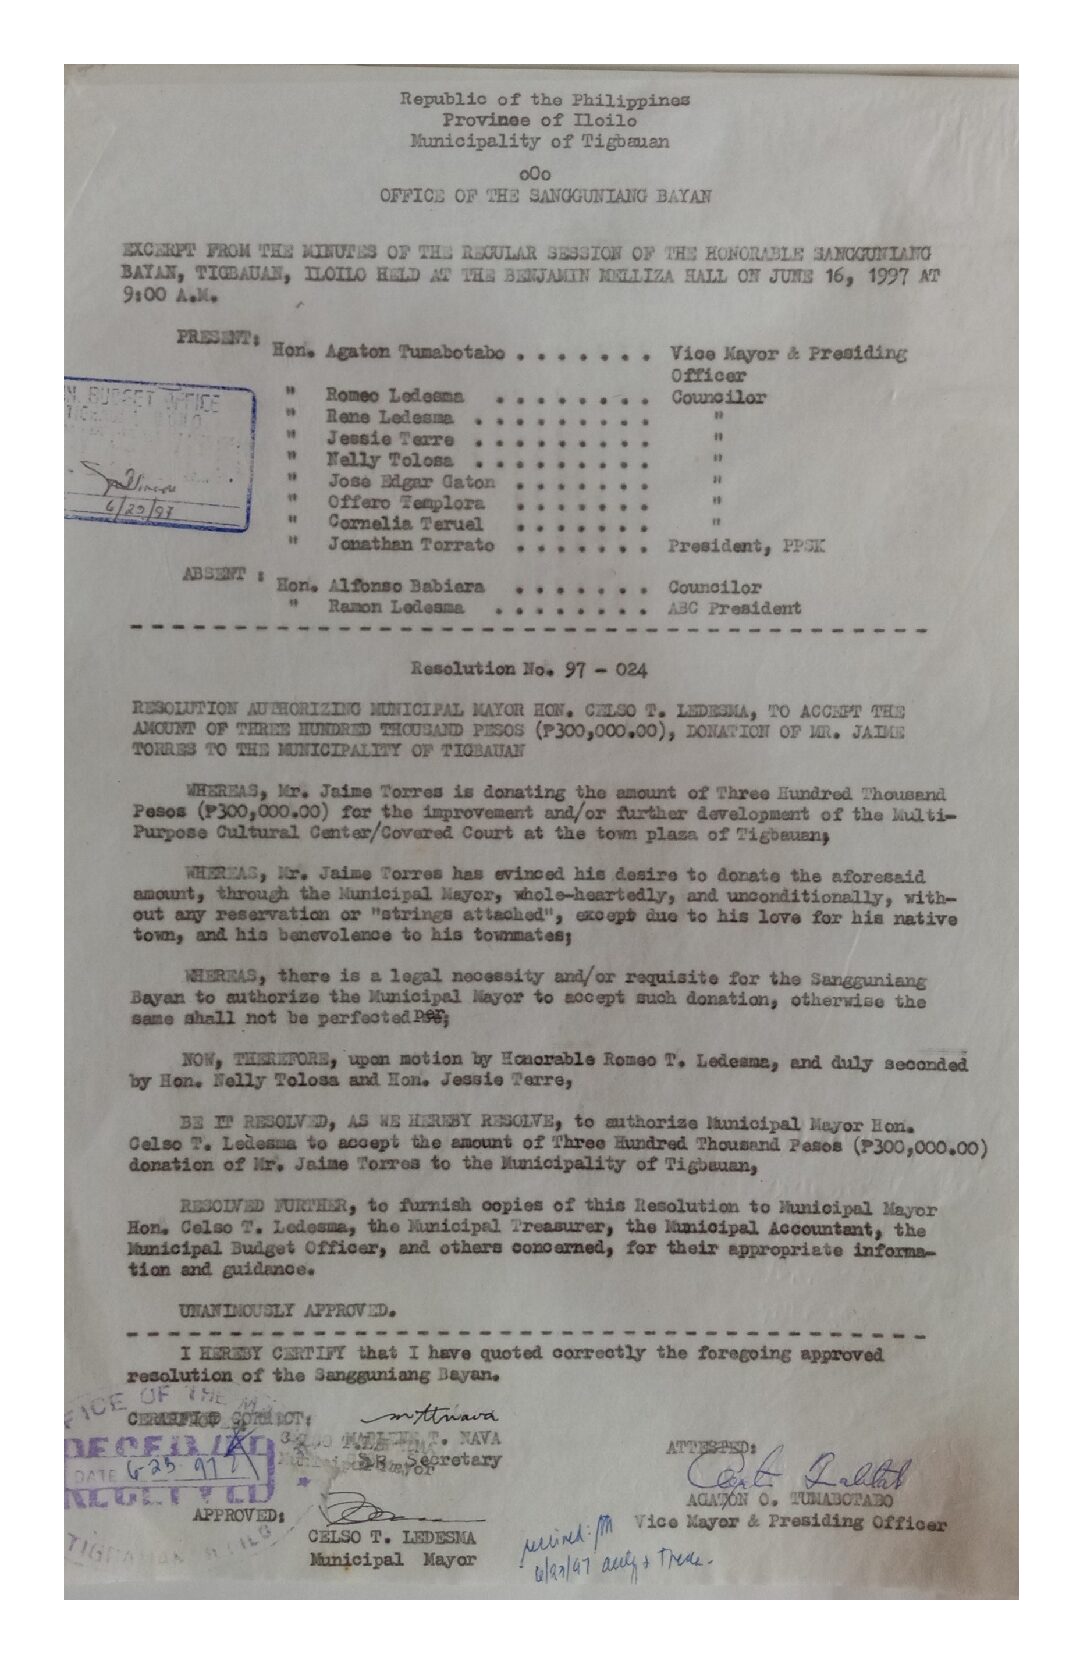 Republic of the Philippines
Province of Iloilo
Municipality of Tigbauan
oOo
OFFICE OF THE SANGGUNIANG BAYAN
EXCERPT FROM THE MINUTES OF THE REGULAR SESSION OF THE HONORABLE SANGGUNIANG
BAYAN, TIGBAUAN, ILOILO HELD AT THE BENJAMIN MELLIZA HALL ON JUNE 16, 1997 AT
9:00 A.M.
PRESENT:
Hon. Agaton Tumabotabo . . . . . . . Vice Mayor & Presiding
Officer
" Romeo Ledesma . . . . . . . . Councilor
" Rene Ledesma . . . . . . . . . "
" Jessie Terre . . . . . . . . . "
" Nelly Tolosa . . . . . . . . . "
" Jose Edgar Gaton . . . . . . . "
" Offero Templora . . . . . . . "
" Cornelia Teruel . . . . . . . "
" Jonathan Torrato . . . . . . . President, PPSK
BUDGET OFFICE
6/23/97
ABSENT :
Hon. Alfonso Babiera . . . . . . . Councilor
" Ramon Ledesma . . . . . . . . ABC President
Resolution No. 97 - 024
RESOLUTION AUTHORIZING MUNICIPAL MAYOR HON. CELSO T. LEDESMA, TO ACCEPT THE
AMOUNT OF THREE HUNDRED THOUSAND PESOS (₱300,000.00), DONATION OF MR. JAIME
TORRES TO THE MUNICIPALITY OF TIGBAUAN
WHEREAS, Mr. Jaime Torres is donating the amount of Three Hundred Thousand
Pesos (₱300,000.00) for the improvement and/or further development of the Multi-
Purpose Cultural Center/Covered Court at the town plaza of Tigbauan;
WHEREAS, Mr. Jaime Torres has evinced his desire to donate the aforesaid
amount, through the Municipal Mayor, whole-heartedly, and unconditionally, with-
out any reservation or "strings attached", except due to his love for his native
town, and his benevolence to his townmates;
WHEREAS, there is a legal necessity and/or requisite for the Sangguniang
Bayan to authorize the Municipal Mayor to accept such donation, otherwise the
same shall not be perfected;
NOW, THEREFORE, upon motion by Honorable Romeo T. Ledesma, and duly seconded
by Hon. Nelly Tolosa and Hon. Jessie Terre,
BE IT RESOLVED, AS WE HEREBY RESOLVE, to authorize Municipal Mayor Hon.
Celso T. Ledesma to accept the amount of Three Hundred Thousand Pesos (₱300,000.00)
donation of Mr. Jaime Torres to the Municipality of Tigbauan,
RESOLVED FURTHER, to furnish copies of this Resolution to Municipal Mayor
Hon. Celso T. Ledesma, the Municipal Treasurer, the Municipal Accountant, the
Municipal Budget Officer, and others concerned, for their appropriate informa-
tion and guidance.
UNANIMOUSLY APPROVED.
I HEREBY CERTIFY that I have quoted correctly the foregoing approved
resolution of the Sangguniang Bayan.
OFFICE OF THE
CERTIFIED CORRECT:
MARLENE T. NAVA
SB Secretary
RECEIVED
DATE 6-23-97
ATTESTED:
AGATON O. TUMABOTABO
Vice Mayor & Presiding Officer
APPROVED:
CELSO T. LEDESMA
Municipal Mayor
received:
6/23/97